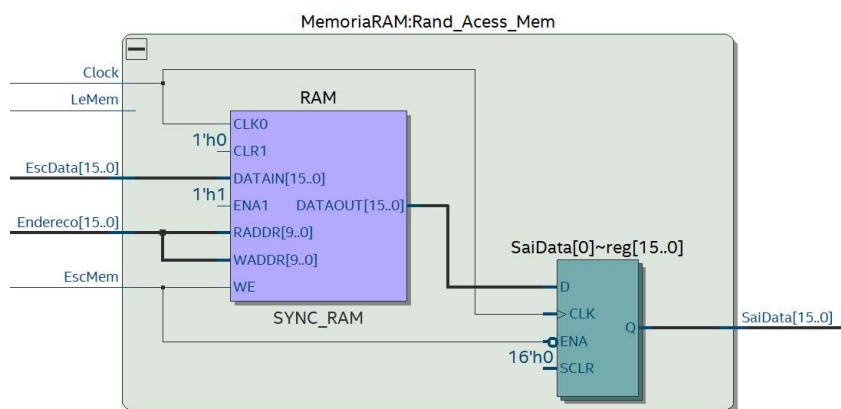 MemoriaRAM:Rand_Acess_Mem
Clock
LeMem
RAM
CLK0
1'h0
CLR1
EscData[15..0]
DATAIN[15..0]
1'h1
ENA1
DATAOUT[15..0]
Endereco[15..0]
RADDR[9..0]
WADDR[9..0]
EscMem
WE
SYNC_RAM
SaiData[0]~reg[15..0]
D
>CLK
Q
SaiData[15..0]
ENA
16'h0
SCLR